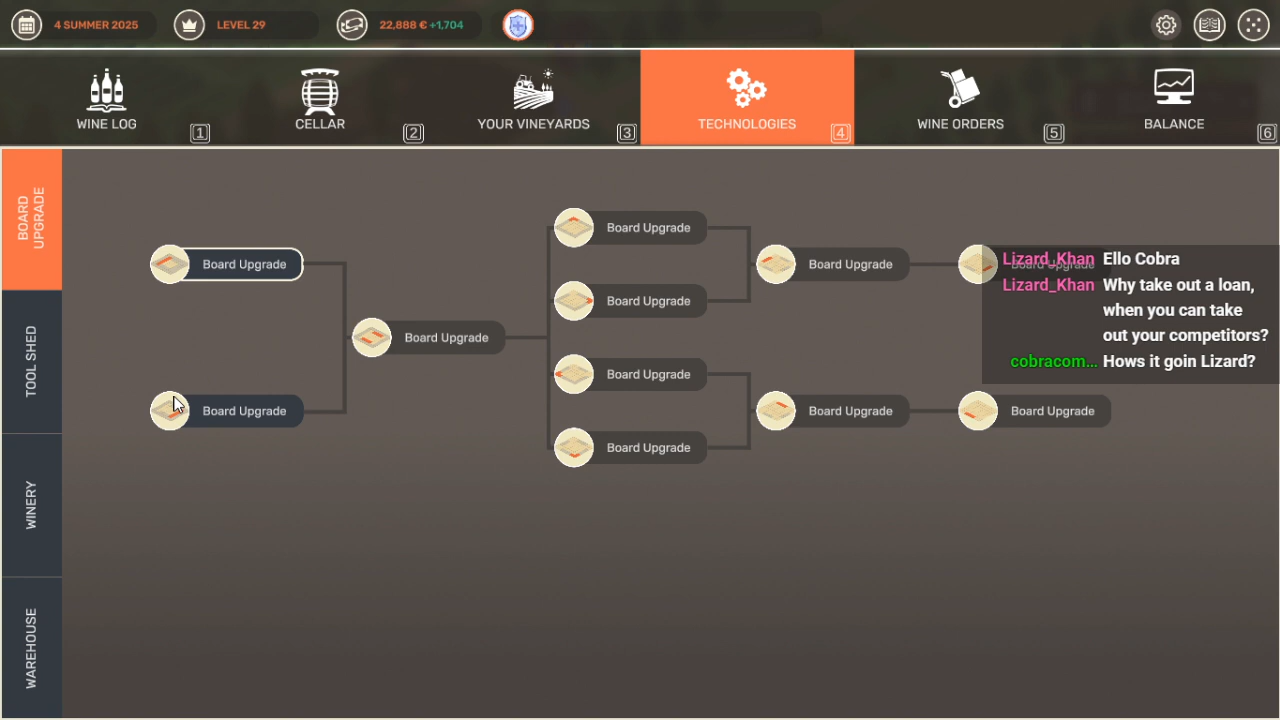 4 SUMMER 2025
LEVEL 29
22,888 € +1,704
WINE LOG
1
CELLAR
2
YOUR VINEYARDS
3
TECHNOLOGIES
4
WINE ORDERS
5
BALANCE
6
BOARD
UPGRADE
TOOL SHED
WINERY
WAREHOUSE
Board Upgrade
Board Upgrade
Board Upgrade
Board Upgrade
Board Upgrade
Board Upgrade
Board Upgrade
Board Upgrade
Board Upgrade
Board Upgrade
Board Upgrade
Lizard_Khan Ello Cobra
Lizard_Khan Why take out a loan,
when you can take
out your competitors?
cobracom... Hows it goin Lizard?